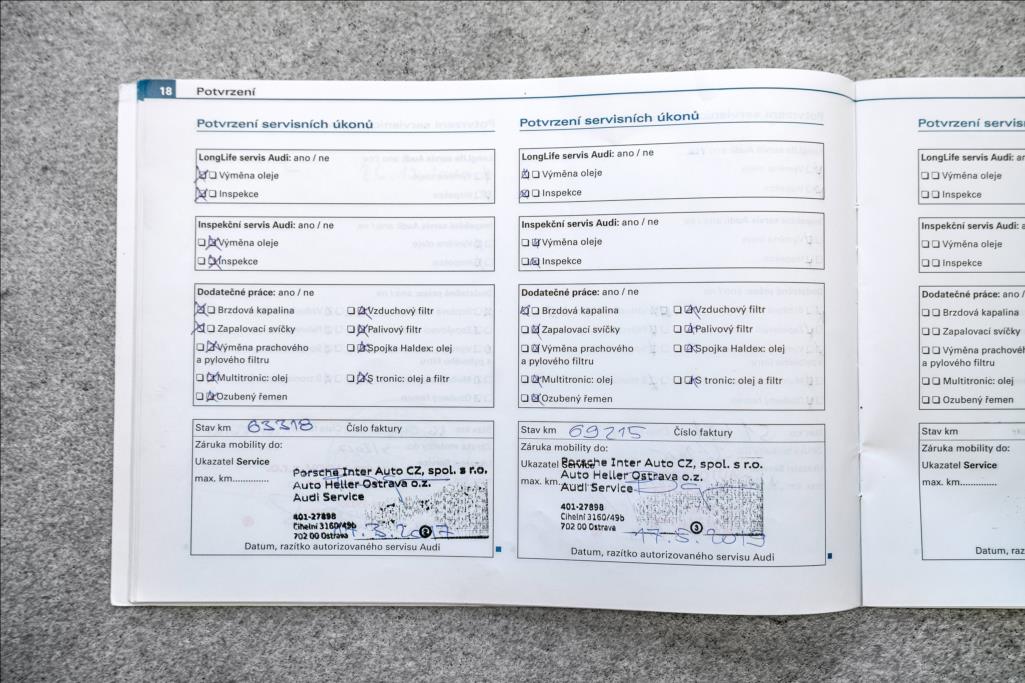 18 Potvrzení
Potvrzení servisních úkonů
LongLife servis Audi: ano / ne
Výměna oleje
Inspekce
Inspekční servis Audi: ano / ne
Výměna oleje
Inspekce
Dodatečné práce: ano / ne
Brzdová kapalina
Vzduchový filtr
Zapalovací svíčky
Palivový filtr
Výměna prachového
a pylového filtru
Spojka Haldex: olej
Multitronic: olej
S tronic: olej a filtr
Ozubený řemen
Stav km 63318 Číslo faktury
Záruka mobility do:
Ukazatel Service
max. km..............
Porsche Inter Auto CZ, spol. s r.o.
Auto Heller Ostrava o.z.
Audi Service
401-27898
Cihelní 3160/49b
702 00 Ostrava
2
Datum, razítko autorizovaného servisu Audi
Potvrzení servisních úkonů
LongLife servis Audi: ano / ne
Výměna oleje
Inspekce
Inspekční servis Audi: ano / ne
Výměna oleje
Inspekce
Dodatečné práce: ano / ne
Brzdová kapalina
Vzduchový filtr
Zapalovací svíčky
Palivový filtr
Výměna prachového
a pylového filtru
Spojka Haldex: olej
Multitronic: olej
S tronic: olej a filtr
Ozubený řemen
Stav km 69215 Číslo faktury
Záruka mobility do:
Ukazatel Service
max. km.
Porsche Inter Auto CZ, spol. s r.o.
Auto Heller Ostrava o.z.
Audi Service
401-27898
Cihelní 3160/49b
702 00 Ostrava
3
17.5.2019
Datum, razítko autorizovaného servisu Audi
Potvrzení servis
LongLife servis Au
Výměna oleje
Inspekce
Inspekční servis Au
Výměna oleje
Inspekce
Dodatečné práce: a
Brzdová kapalina
Zapalovací svíčky
Výměna prachové
a pylového filtru
Multitronic: olej
Ozubený řemen
Stav km
Záruka mobility do:
Ukazatel Service
max. km..............
Datum, raz